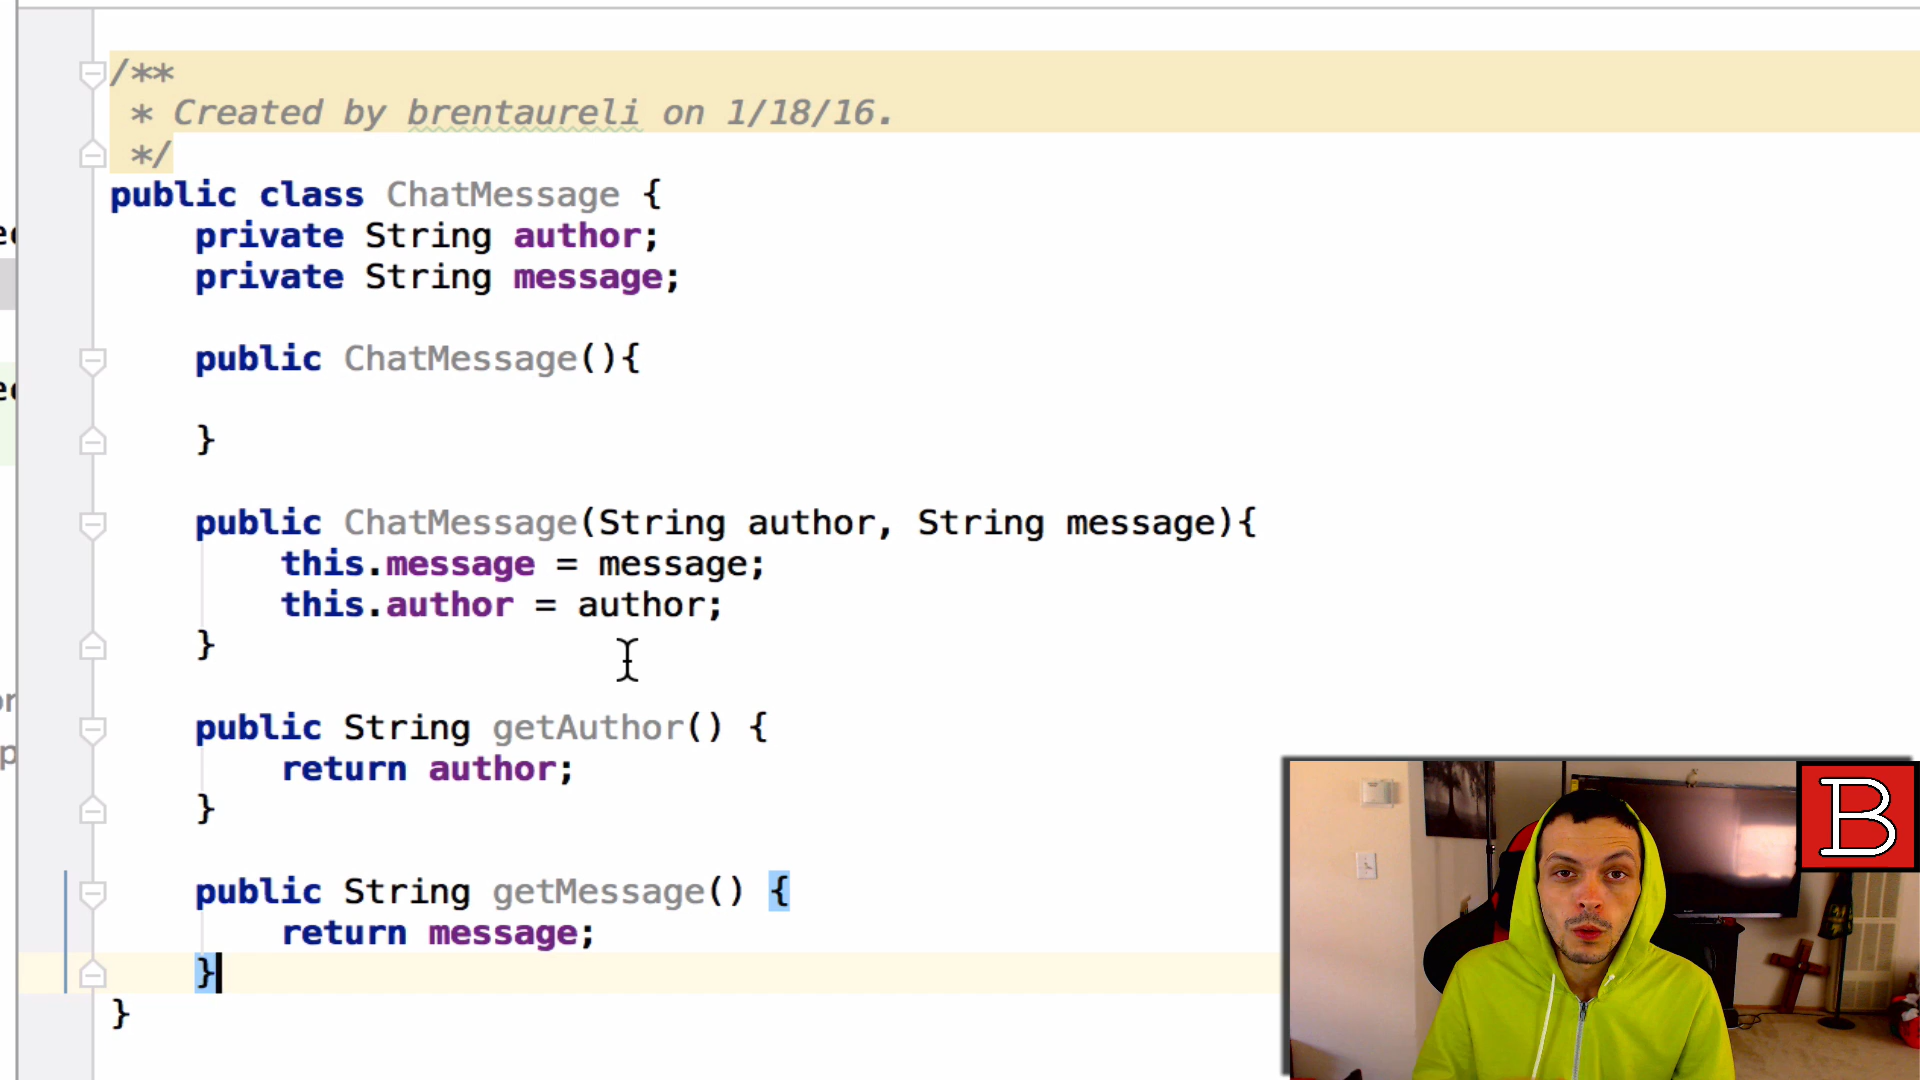 /**
* Created by brentaureli on 1/18/16.
*/
public class ChatMessage {
private String author;
private String message;
public ChatMessage(){
}
public ChatMessage(String author, String message){
this.message = message;
this.author = author;
}
public String getAuthor() {
return author;
}
public String getMessage() {
return message;
}
}
B